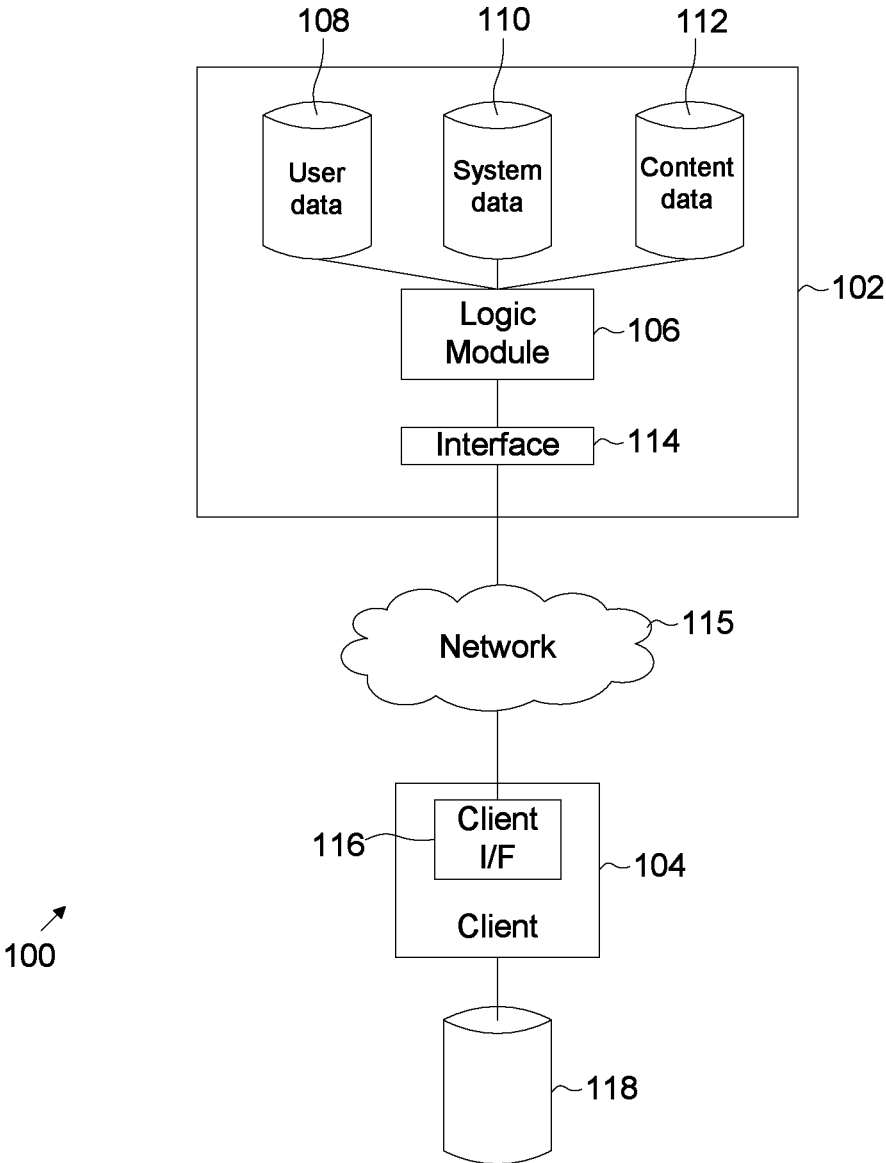 108
110
112
User
data
System
data
Content
data
102
Logic
Module
106
Interface
114
Network
115
Client
I/F
116
104
Client
100
118